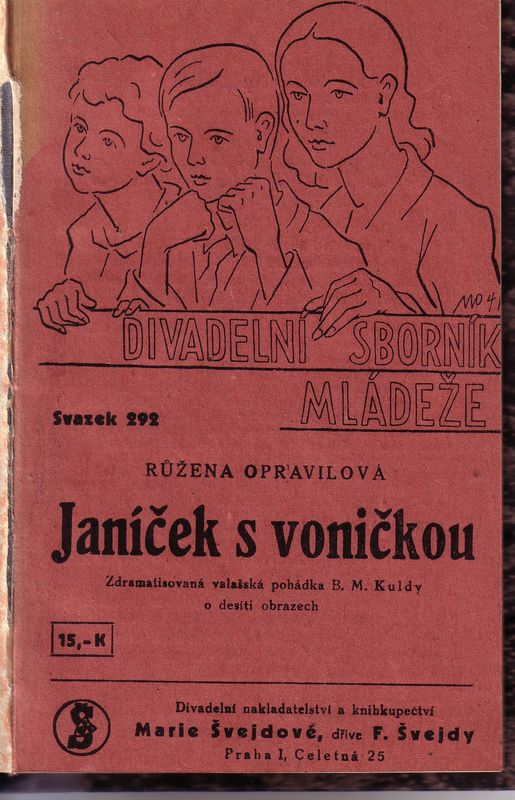 DIVADELNÍ SBORNÍK
MLÁDEŽE
Svazek 292
RŮŽENA OPRAVILOVÁ
Janíček s voničkou
Zdramatisovaná valašská pohádka B. M. Kuldy
o desíti obrazech
15,-K
Divadelní nakladatelství a knihkupectví
Marie Švejdové, dříve F. Švejdy
Praha I, Celetná 25